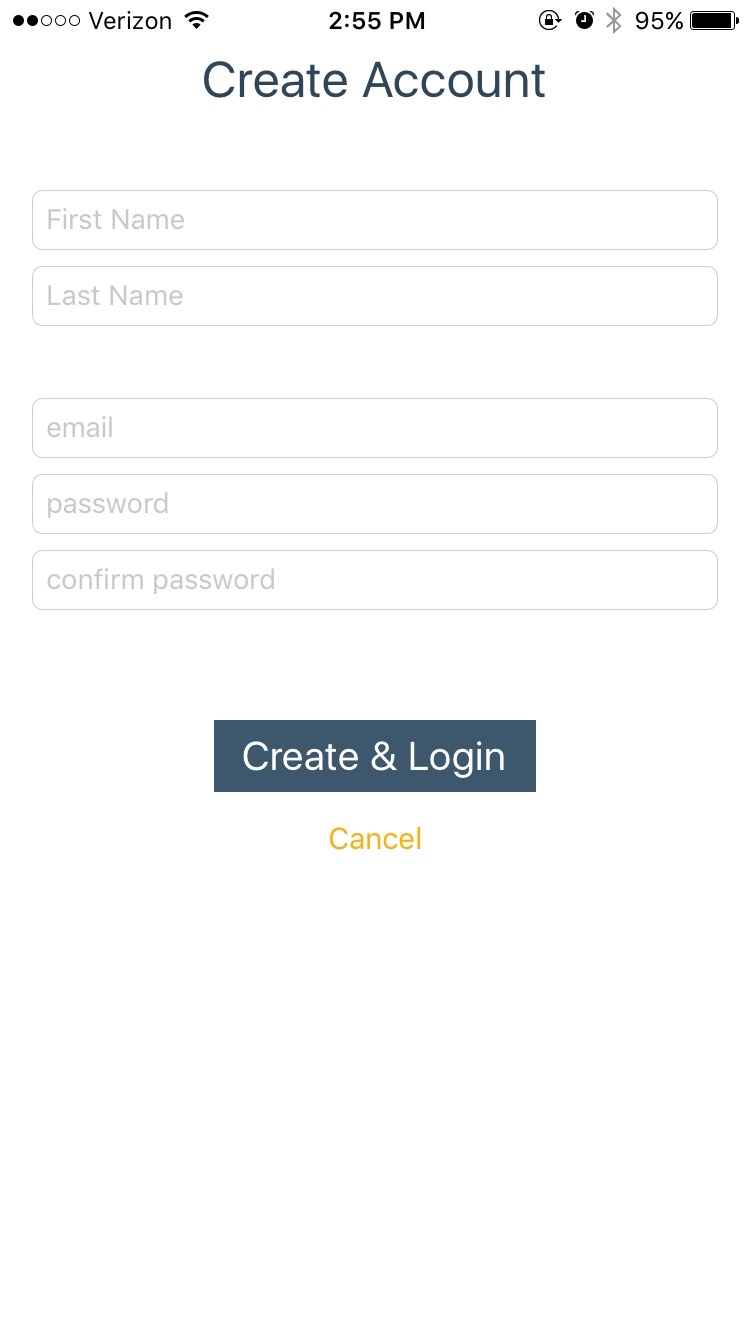 Verizon 2:55 PM 95%
Create Account
First Name
Last Name
email
password
confirm password
Create & Login
Cancel